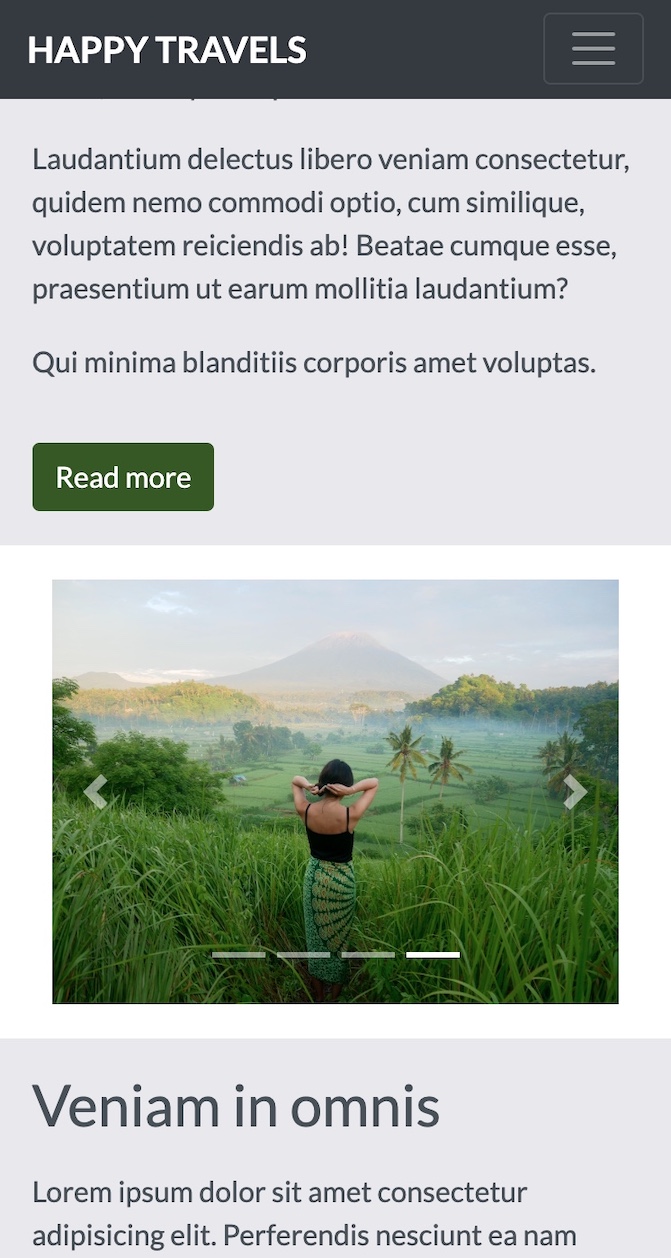 HAPPY TRAVELS
Laudantium delectus libero veniam consectetur,
quidem nemo commodi optio, cum similique,
voluptatem reiciendis ab! Beatae cumque esse,
praesentium ut earum mollitia laudantium?
Qui minima blanditiis corporis amet voluptas.
Read more
Veniam in omnis
Lorem ipsum dolor sit amet consectetur
adipisicing elit. Perferendis nesciunt ea nam